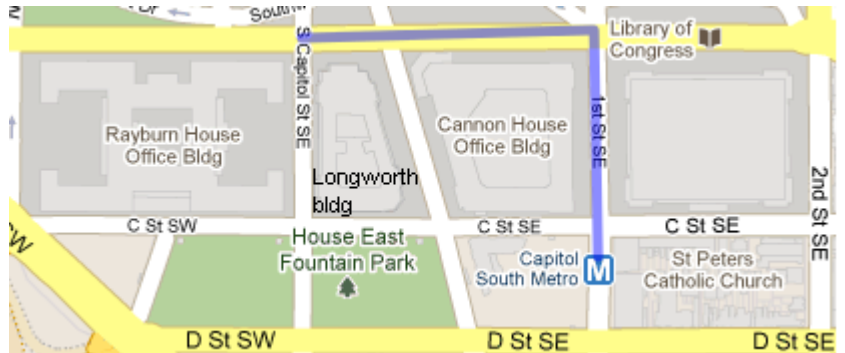 South
S Capitol St SE
Library of
Congress
1st St SE
Rayburn House
Office Bldg
Cannon House
Office Bldg
Longworth
bldg
2nd St SE
C St SW
C St SE
C St SE
SW
House East
Fountain Park
Capitol
South Metro
M
St Peters
Catholic Church
D St SW
D St SE
D St SE